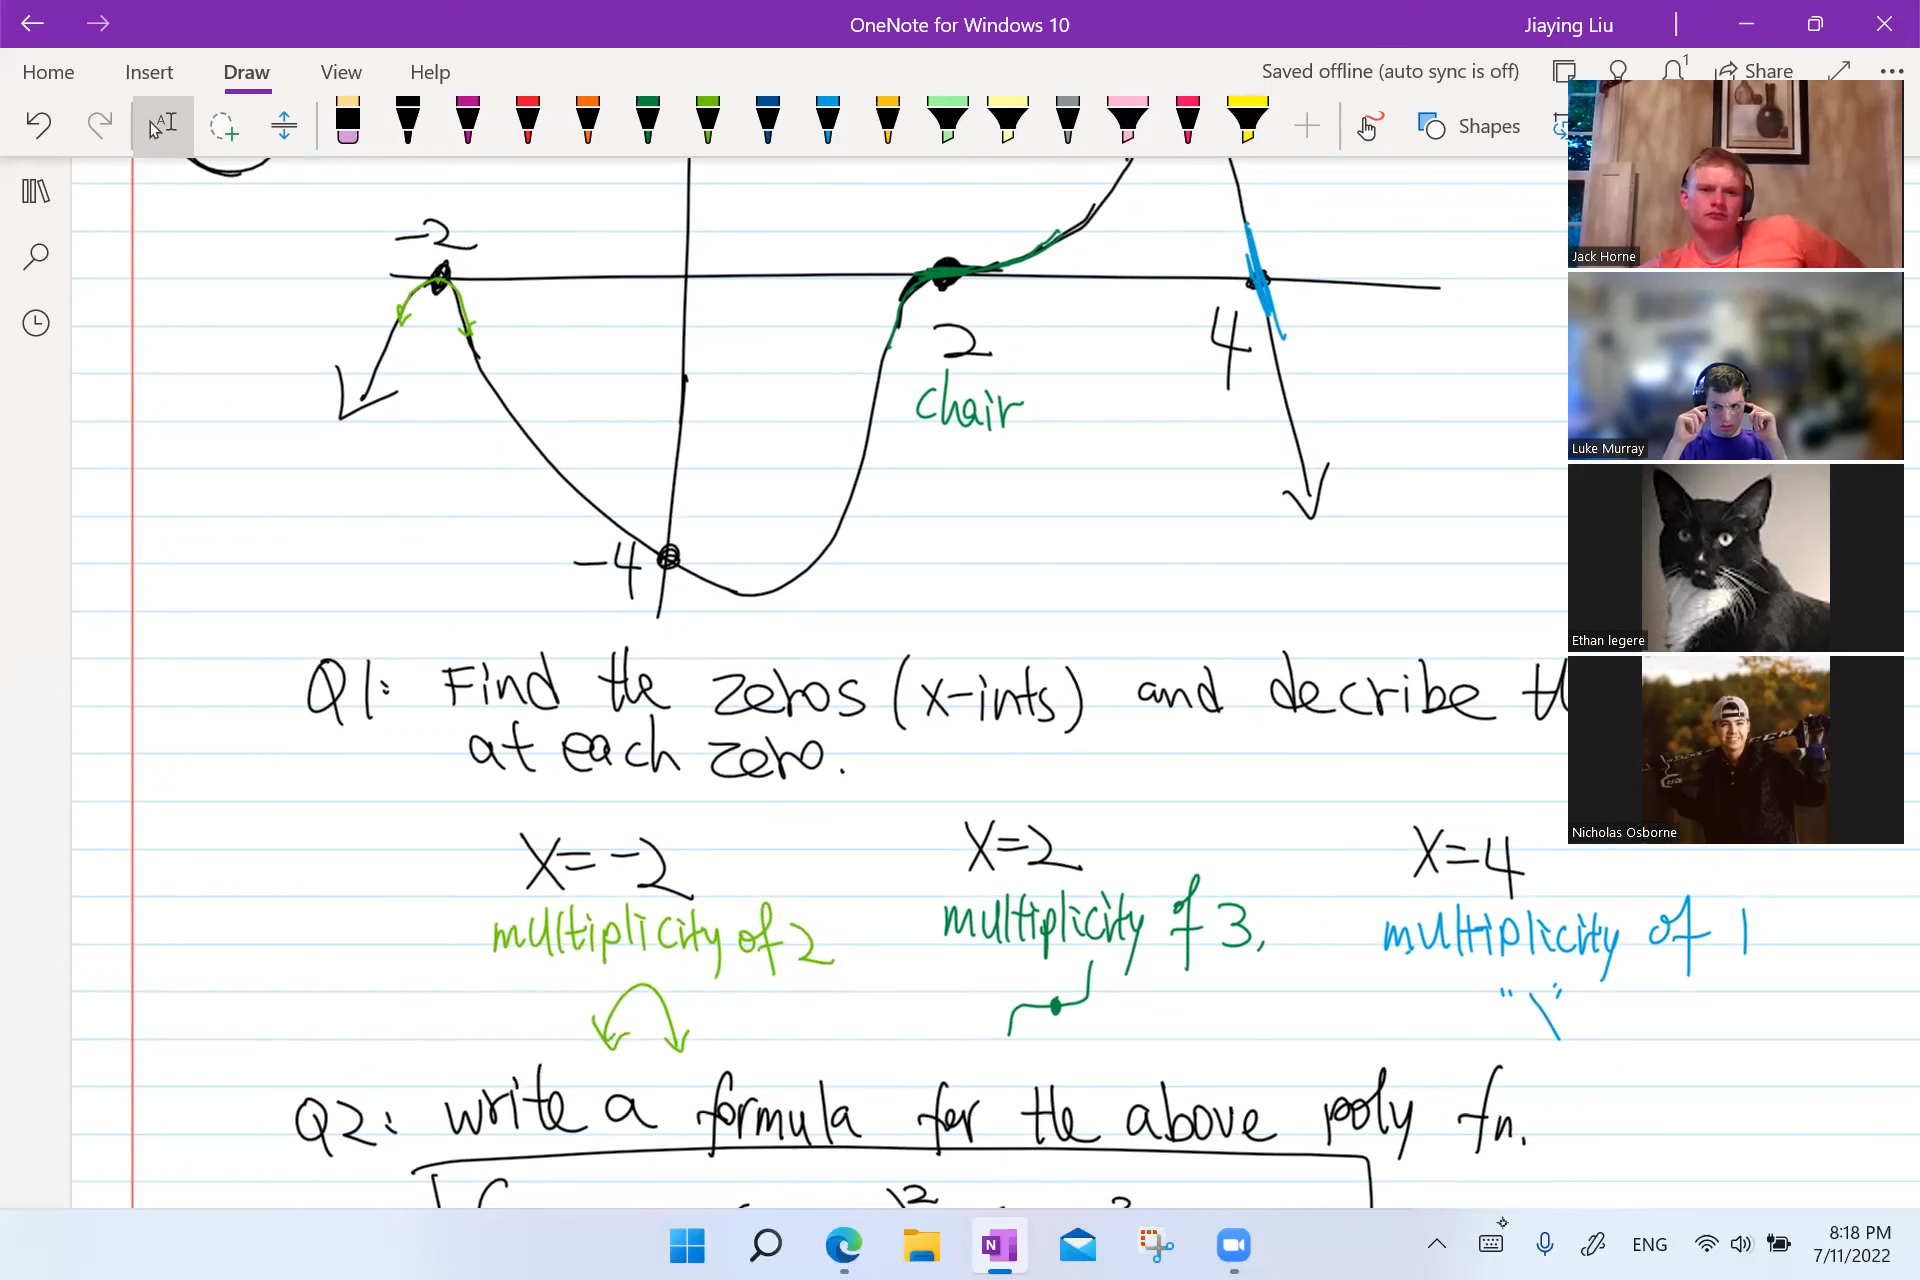 OneNote for Windows 10
Jiaying Liu
Home Insert Draw View Help
Saved offline (auto sync is off)
1
Share
Shapes
Jack Horne
Luke Murray
Ethan legere
Nicholas Osborne
-2
2
4
chair
-4
Q1: Find the zeros (x-ints) and decribe th
at each zero.
X=-2 X=2 X=4
multiplicity of 2 multiplicity of 3, multiplicity of 1
" \ "
Q2: write a formula for the above poly fn.
2
ENG
8:18 PM
7/11/2022